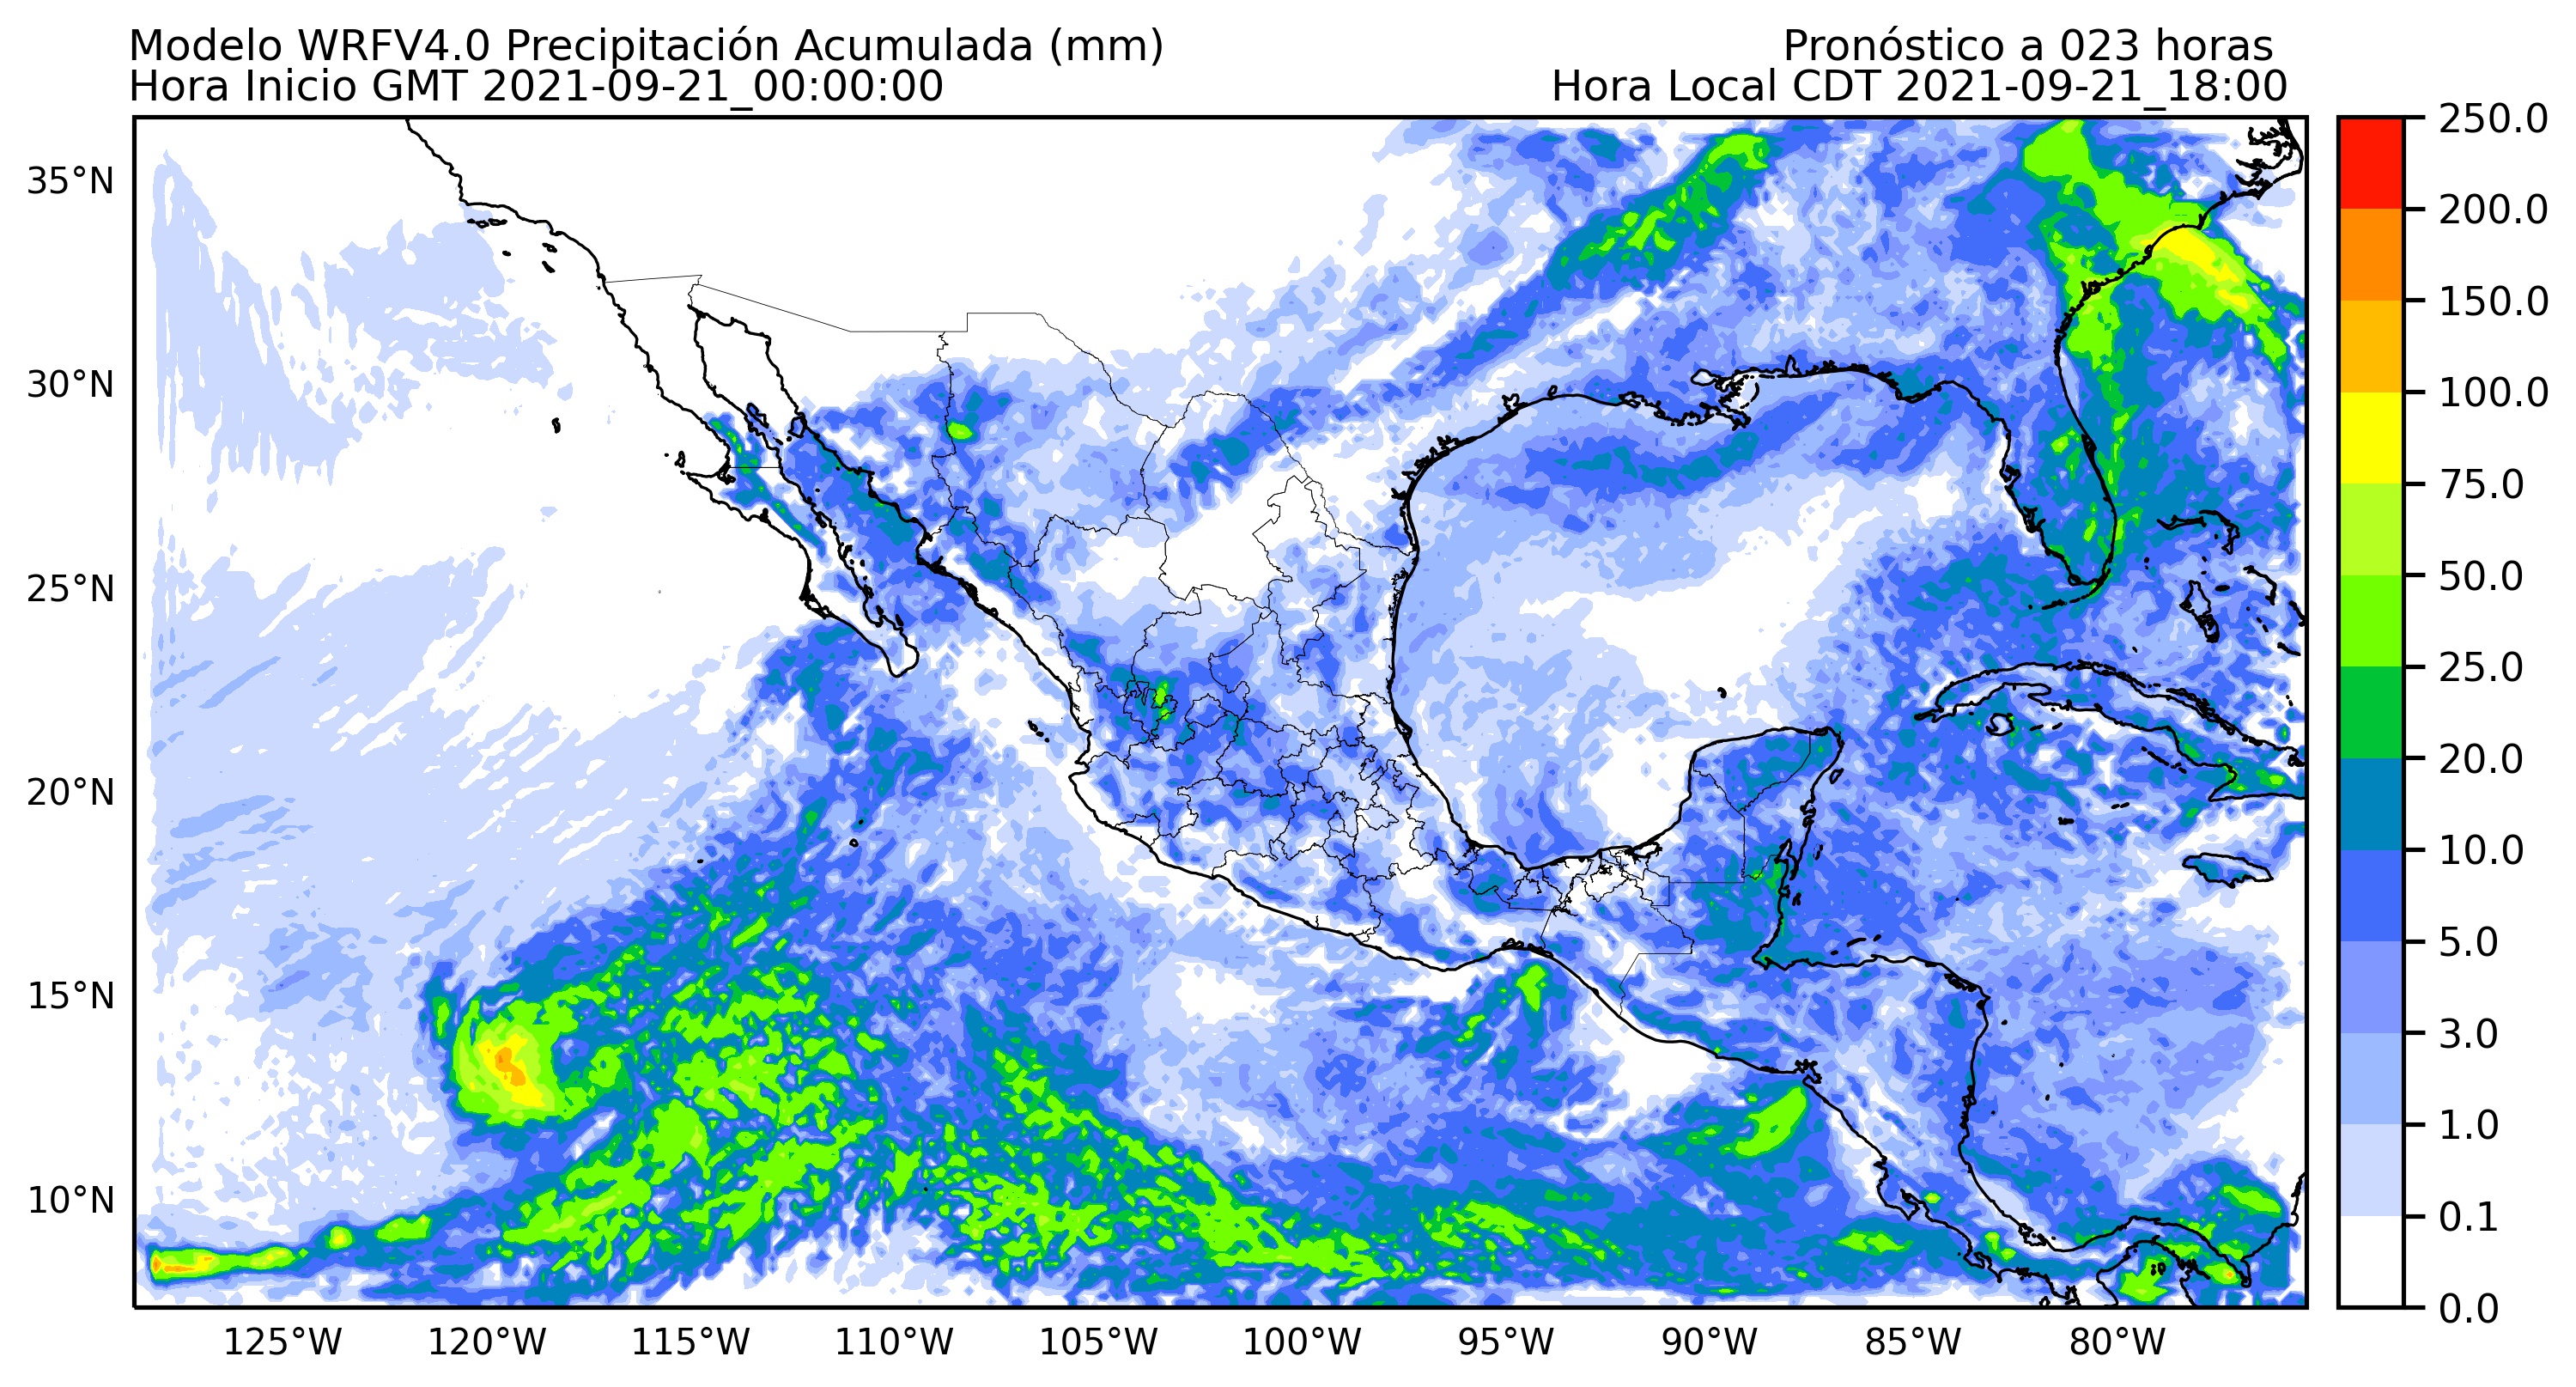 Modelo WRFV4.0 Precipitación Acumulada (mm)
Pronóstico a 023 horas
Hora Inicio GMT 2021-09-21_00:00:00
Hora Local CDT 2021-09-21_18:00
35°N
30°N
25°N
20°N
15°N
10°N
125°W
120°W
115°W
110°W
105°W
100°W
95°W
90°W
85°W
80°W
250.0
200.0
150.0
100.0
75.0
50.0
25.0
20.0
10.0
5.0
3.0
1.0
0.1
0.0